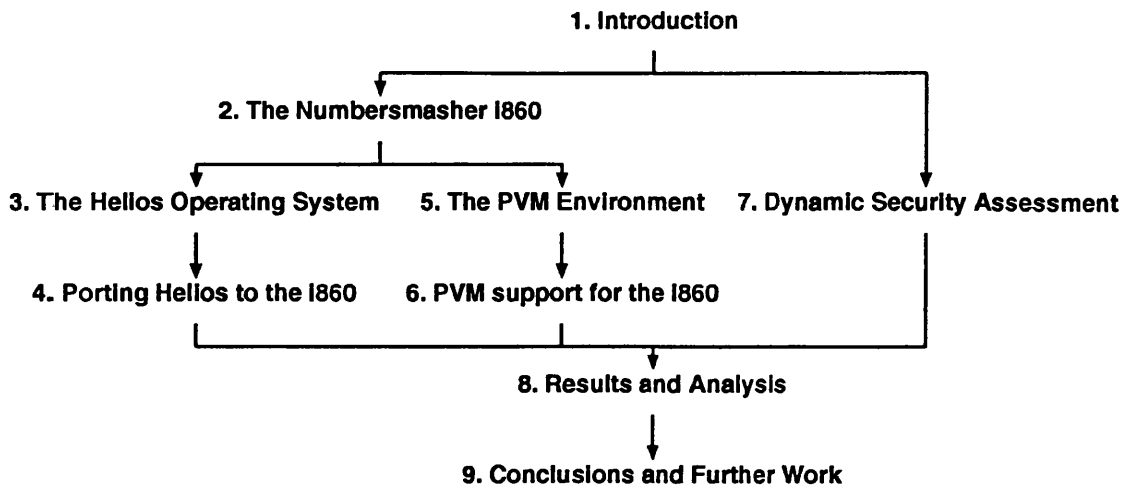 1. Introduction
2. The Numbersmasher i860
3. The Helios Operating System
5. The PVM Environment
7. Dynamic Security Assessment
4. Porting Helios to the i860
6. PVM support for the i860
8. Results and Analysis
9. Conclusions and Further Work